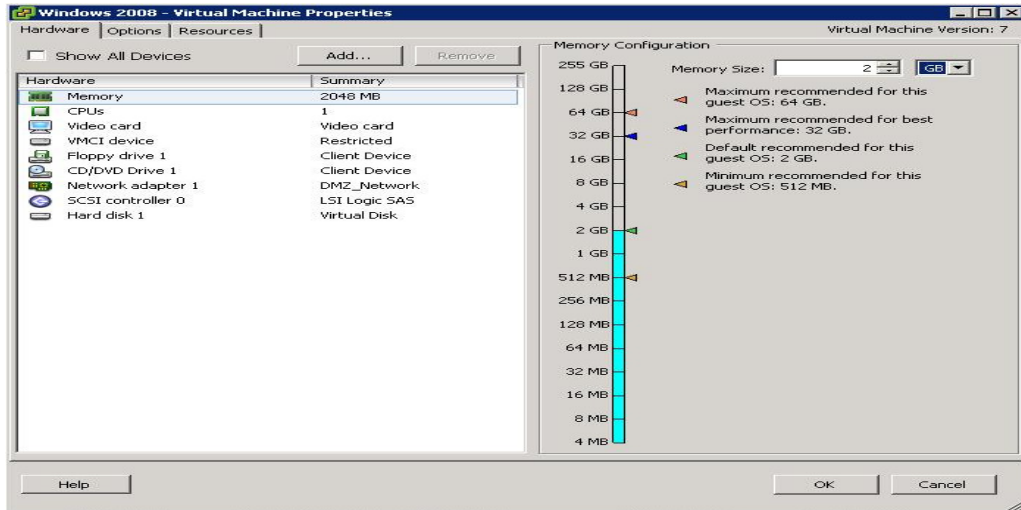 Windows 2008 - Virtual Machine Properties
Hardware Options Resources
Virtual Machine Version: 7
Show All Devices
Add...
Remove
Hardware Summary
Memory 2048 MB
CPUs 1
Video card Video card
VMCI device Restricted
Floppy drive 1 Client Device
CD/DVD Drive 1 Client Device
Network adapter 1 DMZ_Network
SCSI controller 0 LSI Logic SAS
Hard disk 1 Virtual Disk
Memory Configuration
255 GB
128 GB
64 GB
32 GB
16 GB
8 GB
4 GB
2 GB
1 GB
512 MB
256 MB
128 MB
64 MB
32 MB
16 MB
8 MB
4 MB
Memory Size: 2 GB
Maximum recommended for this
guest OS: 64 GB.
Maximum recommended for best
performance: 32 GB.
Default recommended for this
guest OS: 2 GB.
Minimum recommended for this
guest OS: 512 MB.
Help
OK
Cancel